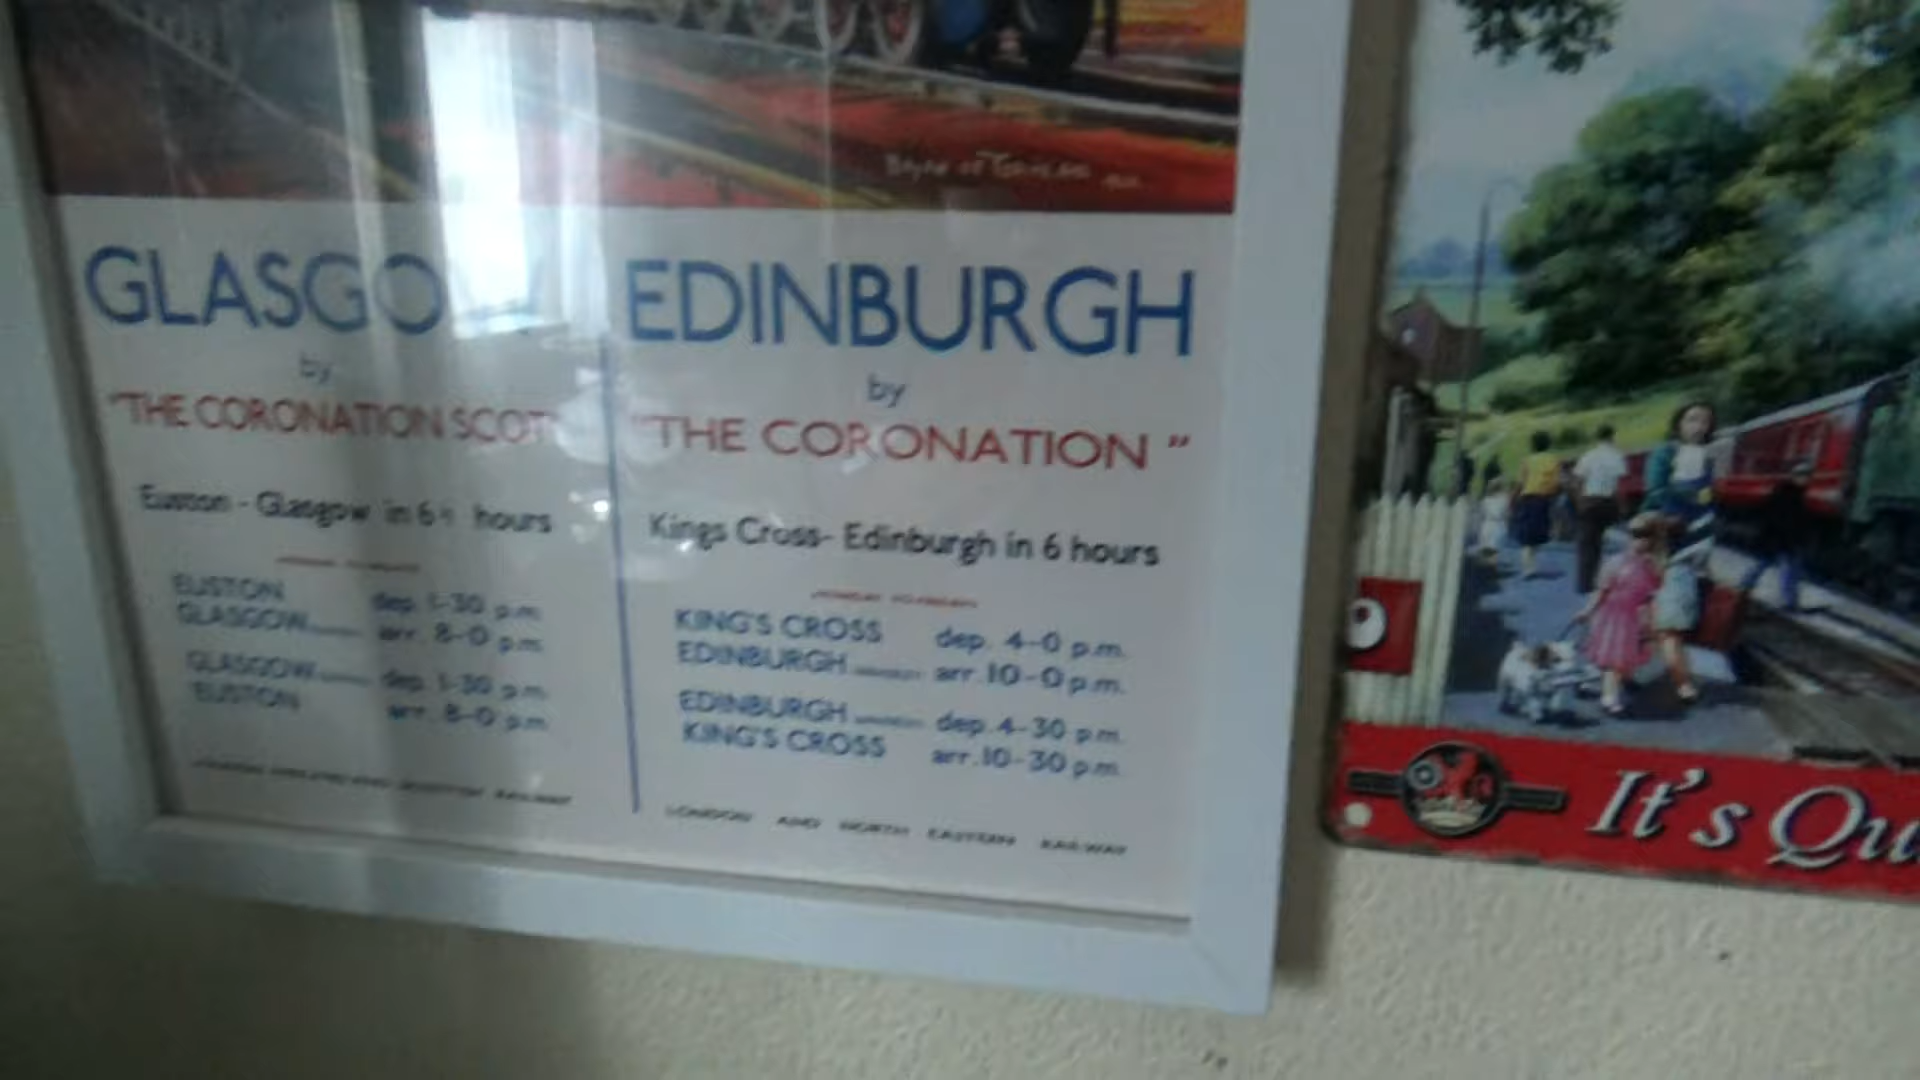 GLASGO
by
"THE CORONATION SCOT
Euston - Glasgow in 6½ hours
EUSTON dep. 1-30 p.m.
GLASGOW arr. 8-0 p.m.
GLASGOW dep. 1-30 p.m.
EUSTON arr. 8-0 p.m.
EDINBURGH
by
"THE CORONATION"
Kings Cross- Edinburgh in 6 hours
KING'S CROSS dep. 4-0 p.m.
EDINBURGH arr. 10-0 p.m.
EDINBURGH dep. 4-30 p.m.
KING'S CROSS arr. 10-30 p.m.
LONDON AND NORTH EASTERN RAILWAY
It's Qu